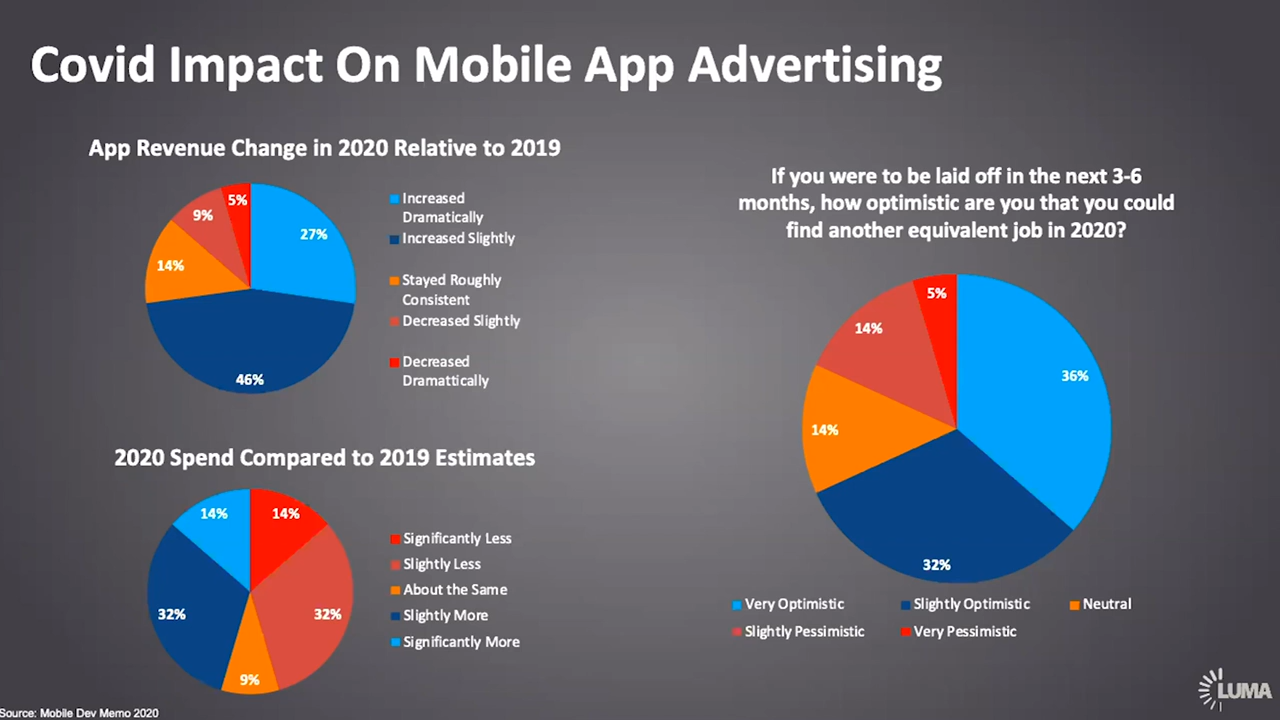 Covid Impact On Mobile App Advertising
App Revenue Change in 2020 Relative to 2019
5%
9%
27%
14%
46%
Increased
Dramatically
Increased Slightly
Stayed Roughly
Consistent
Decreased Slightly
Decreased
Dramattically
2020 Spend Compared to 2019 Estimates
14%
14%
32%
32%
9%
Significantly Less
Slightly Less
About the Same
Slightly More
Significantly More
If you were to be laid off in the next 3-6
months, how optimistic are you that you could
find another equivalent job in 2020?
5%
14%
36%
14%
32%
Very Optimistic
Slightly Optimistic
Neutral
Slightly Pessimistic
Very Pessimistic
Source: Mobile Dev Memo 2020
LUMA